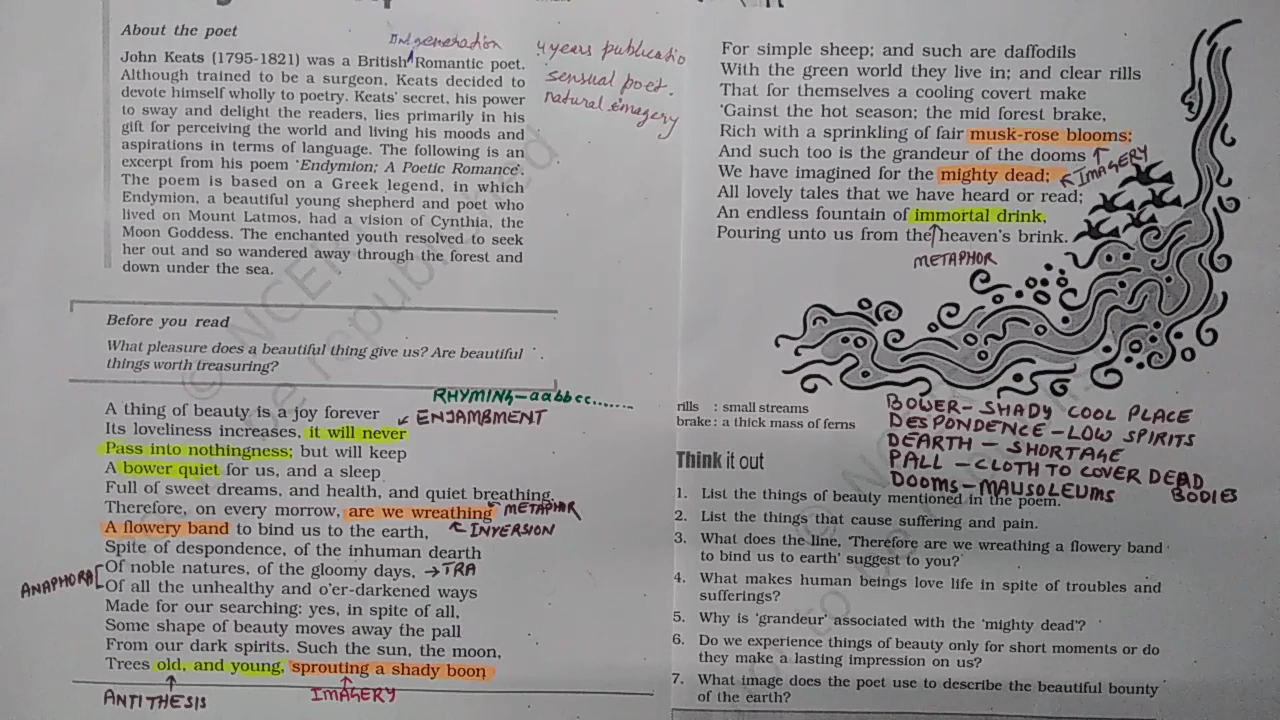 About the poet
2nd generation
John Keats (1795-1821) was a British Romantic poet.
Although trained to be a surgeon, Keats decided to
devote himself wholly to poetry. Keats' secret, his power
to sway and delight the readers, lies primarily in his
gift for perceiving the world and living his moods and
aspirations in terms of language. The following is an
excerpt from his poem 'Endymion; A Poetic Romance'.
The poem is based on a Greek legend, in which
Endymion, a beautiful young shepherd and poet who
lived on Mount Latmos, had a vision of Cynthia, the
Moon Goddess. The enchanted youth resolved to seek
her out and so wandered away through the forest and
down under the sea.
4 years publicatio
sensual poet.
natural imagery
Before you read
What pleasure does a beautiful thing give us? Are beautiful
things worth treasuring?
RHYMING-aabbcc.......
A thing of beauty is a joy forever
ENJAMBMENT
Its loveliness increases, it will never
Pass into nothingness; but will keep
A bower quiet for us, and a sleep
Full of sweet dreams, and health, and quiet breathing.
Therefore, on every morrow, are we wreathing METAPHOR
A flowery band to bind us to the earth, INVERSION
Spite of despondence, of the inhuman dearth
Of noble natures, of the gloomy days, →TRA
ANAPHORA
Of all the unhealthy and o'er-darkened ways
Made for our searching: yes, in spite of all,
Some shape of beauty moves away the pall
From our dark spirits. Such the sun, the moon,
Trees old, and young, sprouting a shady boon
ANTITHESIS IMAGERY
For simple sheep; and such are daffodils
With the green world they live in; and clear rills
That for themselves a cooling covert make
'Gainst the hot season; the mid forest brake,
Rich with a sprinkling of fair musk-rose blooms;
And such too is the grandeur of the dooms
We have imagined for the mighty dead; IMAGERY
All lovely tales that we have heard or read;
An endless fountain of immortal drink,
Pouring unto us from the heaven's brink.
METAPHOR
rills : small streams
brake : a thick mass of ferns
BOWER- SHADY COOL PLACE
DESPONDENCE-LOW SPIRITS
DEARTH - SHORTAGE
PALL -CLOTH TO COVER DEAD
BODIES
DOOMS-MAUSOLEUMS
Think it out
1. List the things of beauty mentioned in the poem.
2. List the things that cause suffering and pain.
3. What does the line, 'Therefore are we wreathing a flowery band
to bind us to earth' suggest to you?
4. What makes human beings love life in spite of troubles and
sufferings?
5. Why is 'grandeur' associated with the 'mighty dead'?
6. Do we experience things of beauty only for short moments or do
they make a lasting impression on us?
7. What image does the poet use to describe the beautiful bounty
of the earth?